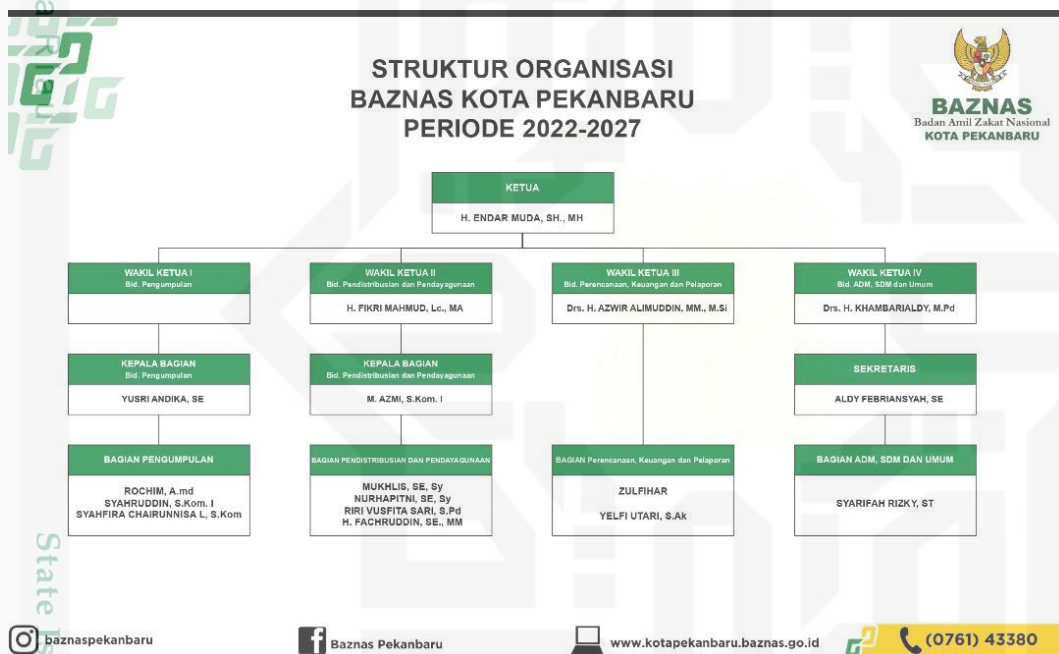 a Riau
STRUKTUR ORGANISASI
BAZNAS KOTA PEKANBARU
PERIODE 2022-2027
BAZNAS
Badan Amil Zakat Nasional
KOTA PEKANBARU
KETUA
H. ENDAR MUDA, SH., MH
WAKIL KETUA I
Bid. Pengumpulan
WAKIL KETUA II
Bid. Pendistribusian dan Pendayagunaan
H. FIKRI MAHMUD, Lc., MA
WAKIL KETUA III
Bid. Perencanaan, Keuangan dan Pelaporan
Drs. H. AZWIR ALIMUDDIN, MM., M.Si
WAKIL KETUA IV
Bid. ADM, SDM dan Umum
Drs. H. KHAMBARIALDY, M.Pd
KEPALA BAGIAN
Bid. Pengumpulan
YUSRI ANDIKA, SE
KEPALA BAGIAN
Bid. Pendistribusian dan Pendayagunaan
M. AZMI, S.Kom. I
SEKRETARIS
ALDY FEBRIANSYAH, SE
BAGIAN PENGUMPULAN
ROCHIM, A.md
SYAHRUDDIN, S.Kom. I
SYAHFIRA CHAIRUNNISA L, S.Kom
BAGIAN PENDISTRIBUSIAN DAN PENDAYAGUNAAN
MUKHLIS, SE, Sy
NURHAPITNI, SE, Sy
RIRI VUSFITA SARI, S.Pd
H. FACHRUDDIN, SE., MM
BAGIAN Perencanaan, Keuangan dan Pelaporan
ZULFIHAR
YELFI UTARI, S.Ak
BAGIAN ADM, SDM DAN UMUM
SYARIFAH RIZKY, ST
State Is
baznaspekanbaru
Baznas Pekanbaru
www.kotapekanbaru.baznas.go.id
(0761) 43380